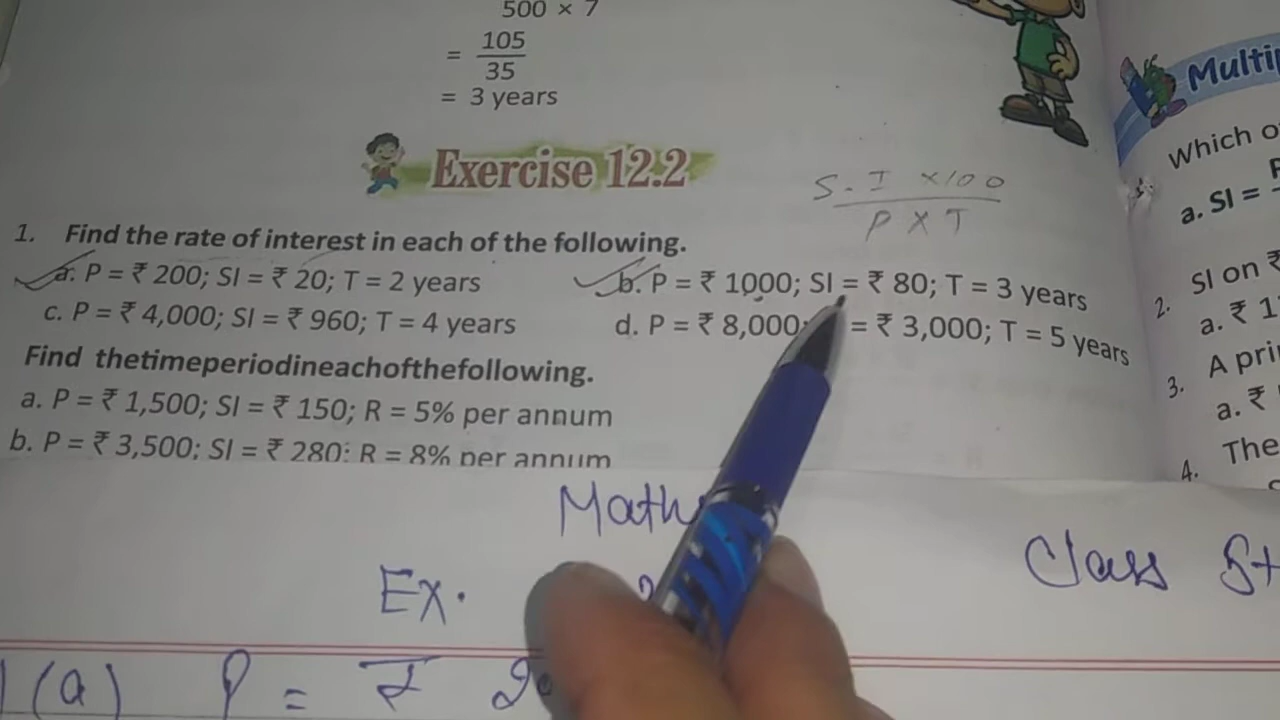 500 × 7
= 105
35
= 3 years
Exercise 12.2
S. I ×100
P × T
1. Find the rate of interest in each of the following.
a. P = ₹ 200; SI = ₹ 20; T = 2 years
b. P = ₹ 1000; SI = ₹ 80; T = 3 years
c. P = ₹ 4,000; SI = ₹ 960; T = 4 years
d. P = ₹ 8,000; = ₹ 3,000; T = 5 years
Find thetimeperiodineachofthefollowing.
a. P = ₹ 1,500; SI = ₹ 150; R = 5% per annum
b. P = ₹ 3,500; SI = ₹ 280; R = 8% per annum
Maths
Class 5t
Ex.
1 (a) P = ₹ 20
Multi
Which o
a. SI =
2. SI on ₹
a. ₹ 1
3. A pri
a. ₹
4. The